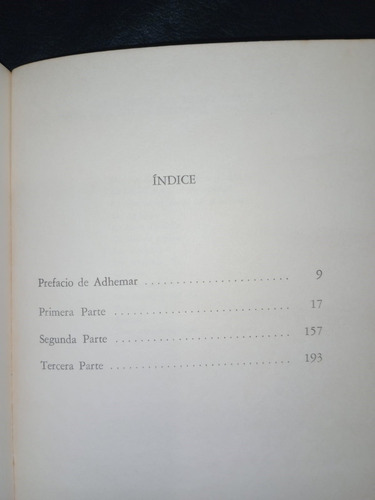 ÍNDICE
Prefacio de Adhemar ........................ 9
Primera Parte ............................. 17
Segunda Parte ............................. 157
Tercera Parte ............................. 193